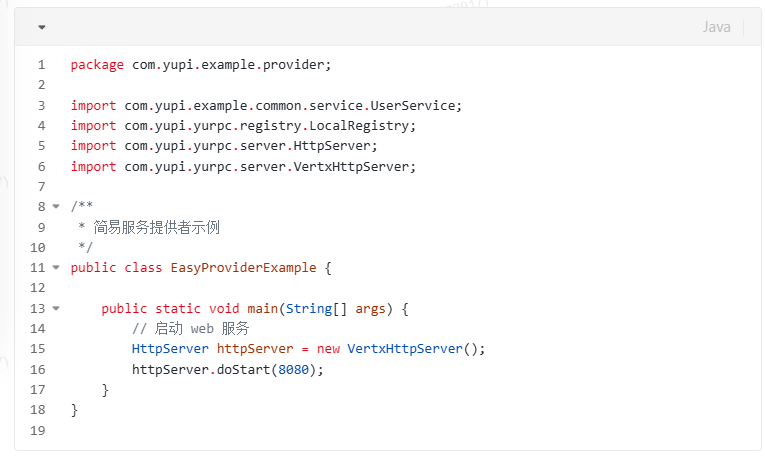 Java
1 package com.yupi.example.provider;
2
3 import com.yupi.example.common.service.UserService;
4 import com.yupi.yurpc.registry.LocalRegistry;
5 import com.yupi.yurpc.server.HttpServer;
6 import com.yupi.yurpc.server.VertxHttpServer;
7
8 /**
9  * 简易服务提供者示例
10  */
11 public class EasyProviderExample {
12
13     public static void main(String[] args) {
14         // 启动 web 服务
15         HttpServer httpServer = new VertxHttpServer();
16         httpServer.doStart(8080);
17     }
18 }
19